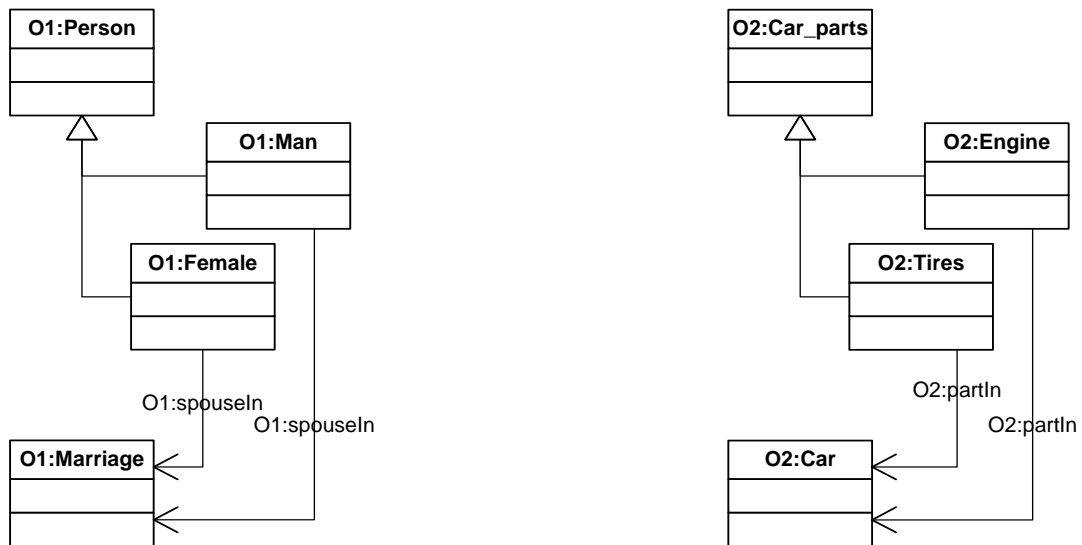 O1:Person
O1:Man
O1:Female
O1:spouseIn
O1:spouseIn
O1:Marriage
O2:Car_parts
O2:Engine
O2:Tires
O2:partIn
O2:partIn
O2:Car